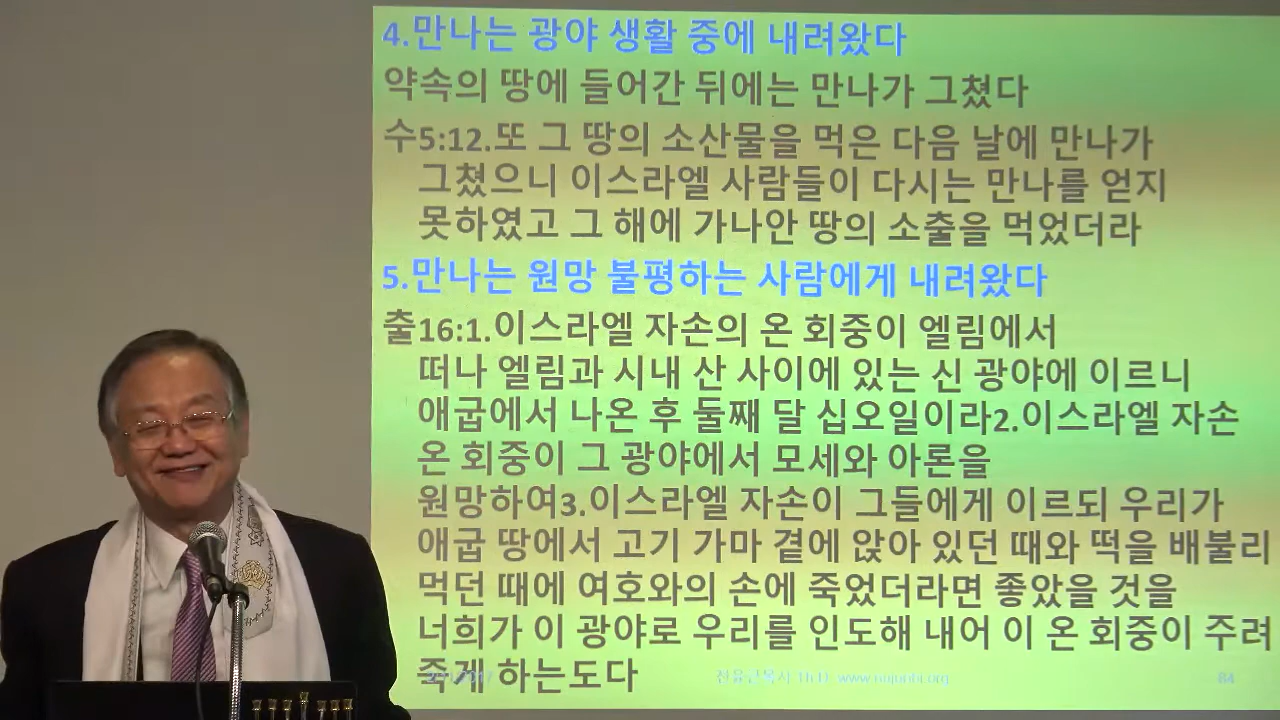 4.만나는 광야 생활 중에 내려왔다
약속의 땅에 들어간 뒤에는 만나가 그쳤다
수5:12.또 그 땅의 소산물을 먹은 다음 날에 만나가
그쳤으니 이스라엘 사람들이 다시는 만나를 얻지
못하였고 그 해에 가나안 땅의 소출을 먹었더라
5.만나는 원망 불평하는 사람에게 내려왔다
출16:1.이스라엘 자손의 온 회중이 엘림에서
떠나 엘림과 시내 산 사이에 있는 신 광야에 이르니
애굽에서 나온 후 둘째 달 십오일이라2.이스라엘 자손
온 회중이 그 광야에서 모세와 아론을
원망하여3.이스라엘 자손이 그들에게 이르되 우리가
애굽 땅에서 고기 가마 곁에 앉아 있던 때와 떡을 배불리
먹던 때에 여호와의 손에 죽었더라면 좋았을 것을
너희가 이 광야로 우리를 인도해 내어 이 온 회중이 주려
죽게 하는도다
84